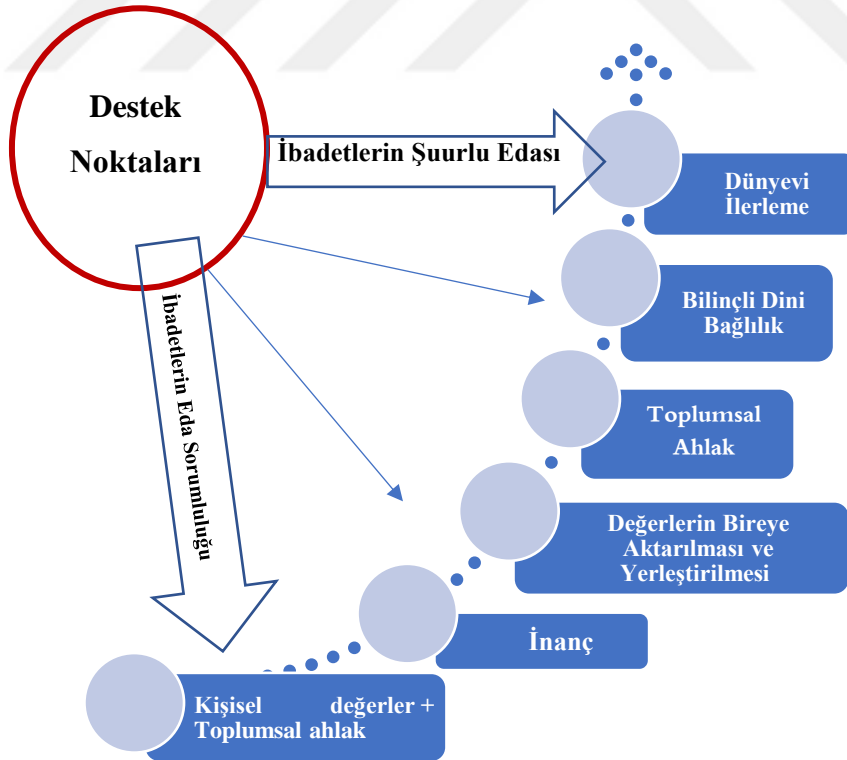 Destek
Noktaları
İbadetlerin Şuurlu Edası
İbadetlerin Eda Sorumluluğu
Dünyevi
İlerleme
Bilinçli Dini
Bağlılık
Toplumsal
Ahlak
Değerlerin Bireye
Aktarılması ve
Yerleştirilmesi
İnanç
Kişisel değerler +
Toplumsal ahlak